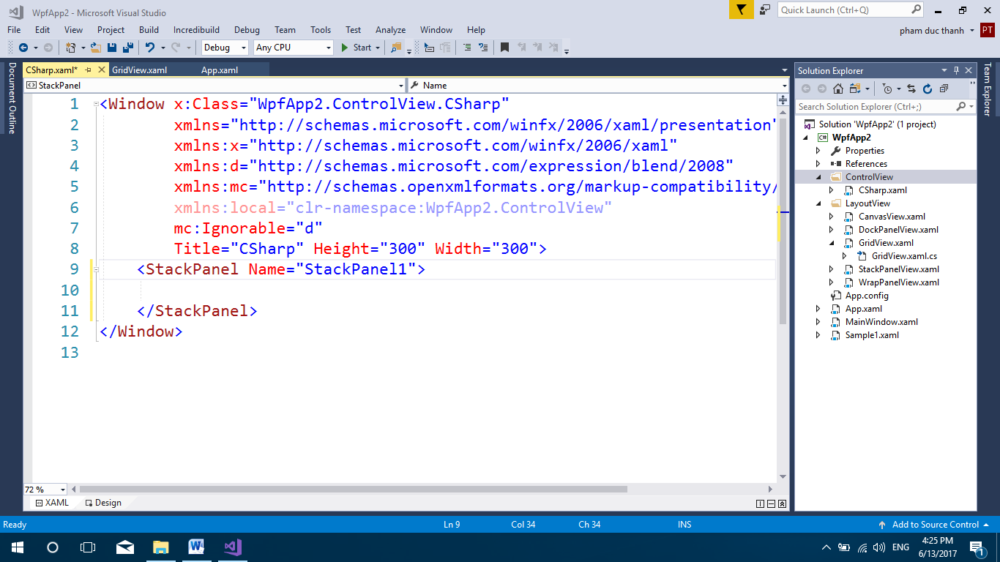 WpfApp2 - Microsoft Visual Studio
Quick Launch (Ctrl+Q)
File Edit View Project Build Incredibuild Debug Team Tools Test Analyze Window Help
pham duc thanh PT
Debug Any CPU Start
Document Outline
CSharp.xaml* GridView.xaml App.xaml
StackPanel Name
1 <Window x:Class="WpfApp2.ControlView.CSharp"
2 xmlns="http://schemas.microsoft.com/winfx/2006/xaml/presentation"
3 xmlns:x="http://schemas.microsoft.com/winfx/2006/xaml"
4 xmlns:d="http://schemas.microsoft.com/expression/blend/2008"
5 xmlns:mc="http://schemas.openxmlformats.org/markup-compatibility/
6 xmlns:local="clr-namespace:WpfApp2.ControlView"
7 mc:Ignorable="d"
8 Title="CSharp" Height="300" Width="300">
9 <StackPanel Name="StackPanel1">
10
11 </StackPanel>
12 </Window>
13
72 %
XAML Design
Solution Explorer
Search Solution Explorer (Ctrl+;)
Solution 'WpfApp2' (1 project)
C# WpfApp2
Properties
References
ControlView
CSharp.xaml
LayoutView
CanvasView.xaml
DockPanelView.xaml
GridView.xaml
GridView.xaml.cs
StackPanelView.xaml
WrapPanelView.xaml
App.config
App.xaml
MainWindow.xaml
Sample1.xaml
Team Explorer
Ready Ln 9 Col 34 Ch 34 INS Add to Source Control
ENG
4:25 PM
6/13/2017
1